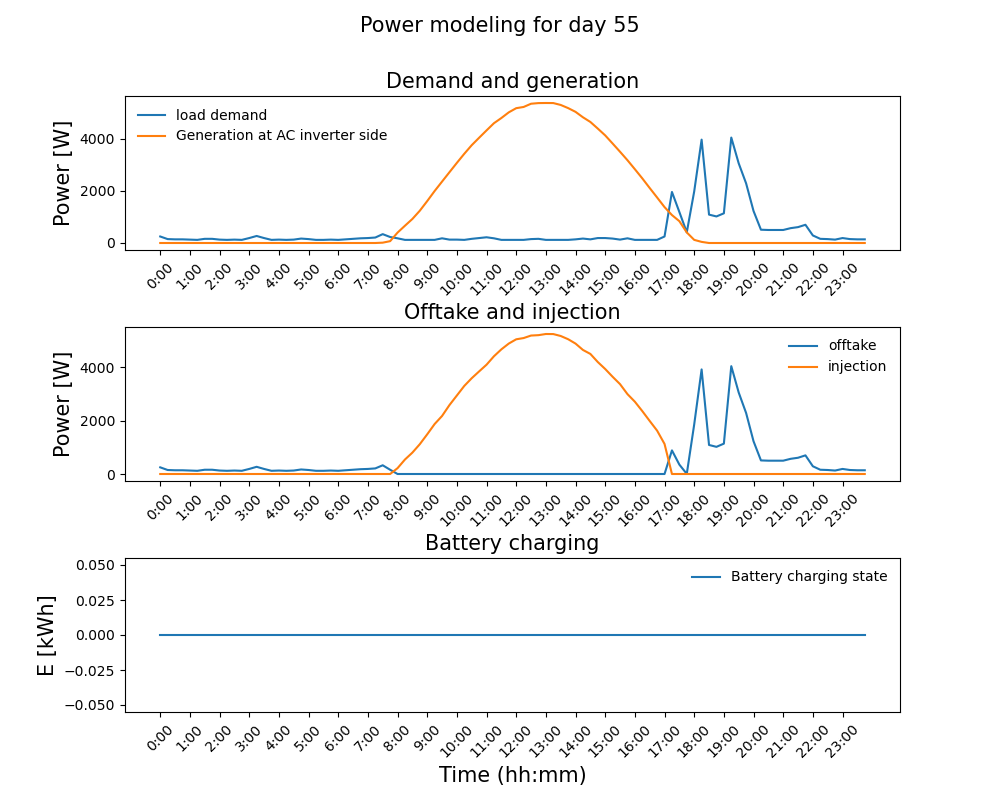 Power modeling for day 55
Demand and generation
Power [W]
4000
2000
0
load demand
Generation at AC inverter side
0:00 1:00 2:00 3:00 4:00 5:00 6:00 7:00 8:00 9:00 10:00 11:00 12:00 13:00 14:00 15:00 16:00 17:00 18:00 19:00 20:00 21:00 22:00 23:00
Offtake and injection
Power [W]
4000
2000
0
offtake
injection
0:00 1:00 2:00 3:00 4:00 5:00 6:00 7:00 8:00 9:00 10:00 11:00 12:00 13:00 14:00 15:00 16:00 17:00 18:00 19:00 20:00 21:00 22:00 23:00
Battery charging
E [kWh]
0.050
0.025
0.000
−0.025
−0.050
Battery charging state
0:00 1:00 2:00 3:00 4:00 5:00 6:00 7:00 8:00 9:00 10:00 11:00 12:00 13:00 14:00 15:00 16:00 17:00 18:00 19:00 20:00 21:00 22:00 23:00
Time (hh:mm)